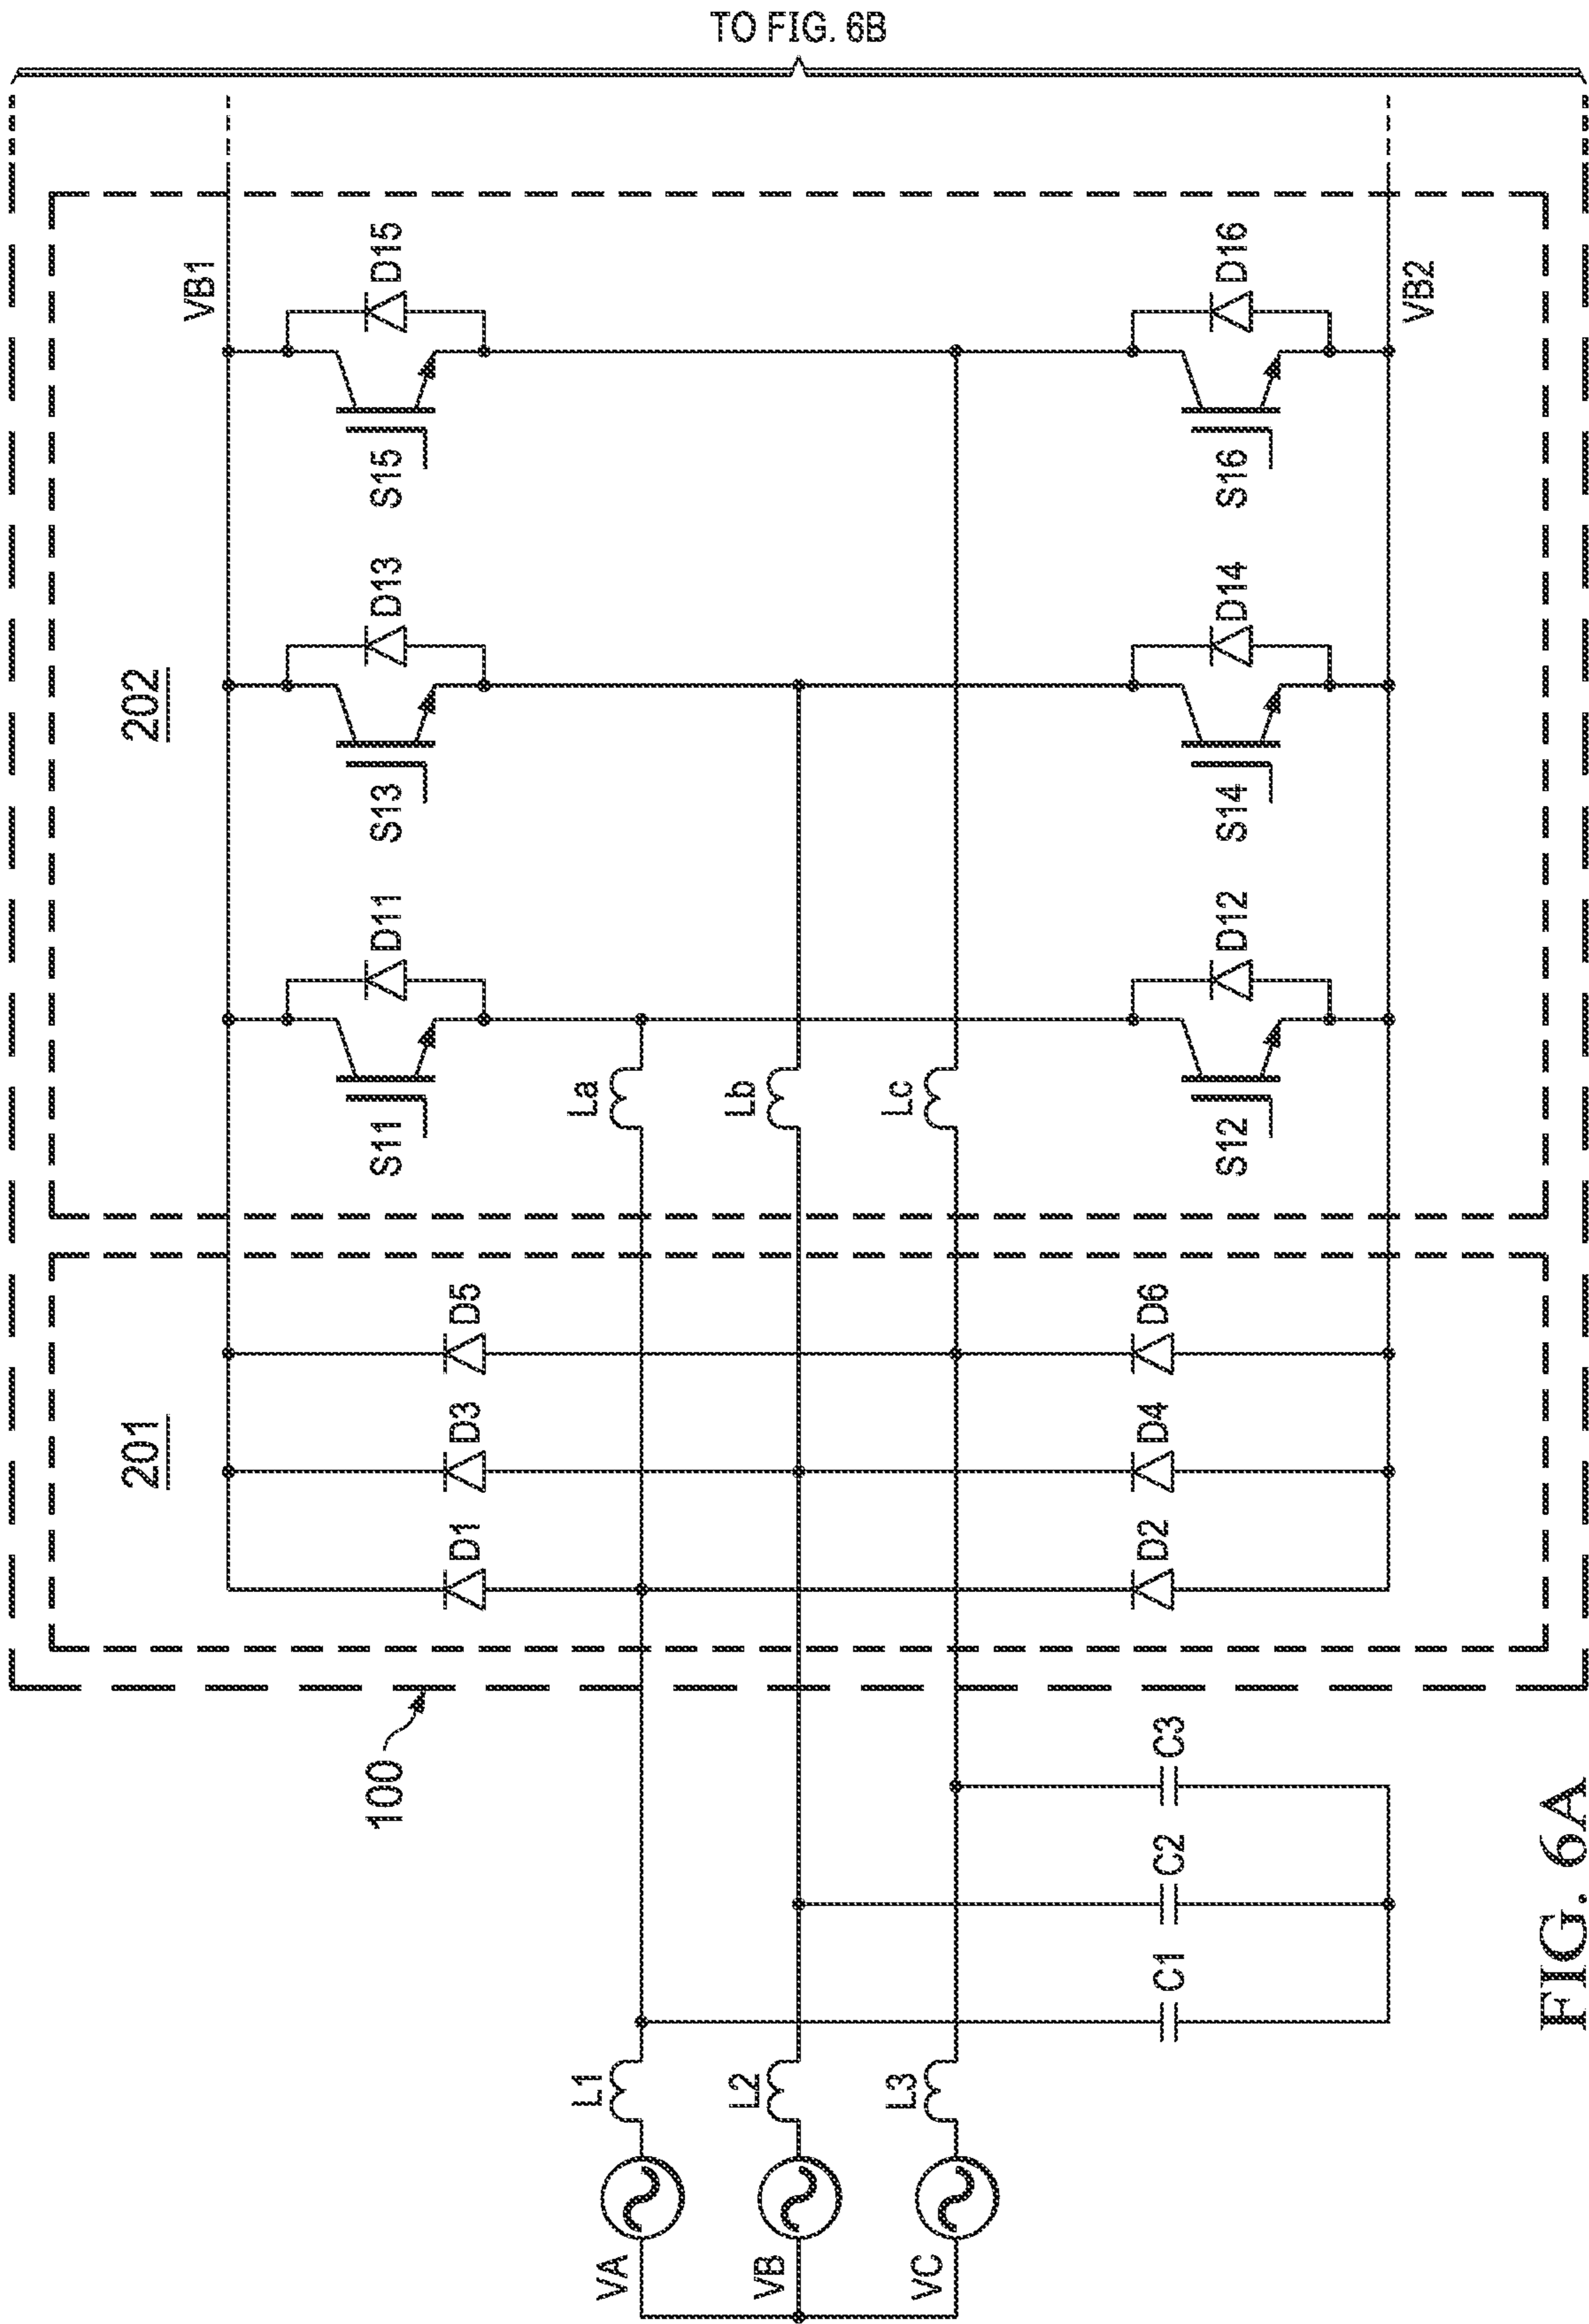 TO FIG. 6B
VB1
D15
S15
D16
S16
VB2
202
D13
S13
D14
S14
D11
S11
La
Lb
Lc
D12
S12
201
D5
D3
D1
D6
D4
D2
100
C3
C2
C1
L1
L2
L3
VA
VB
VC
FIG. 6A